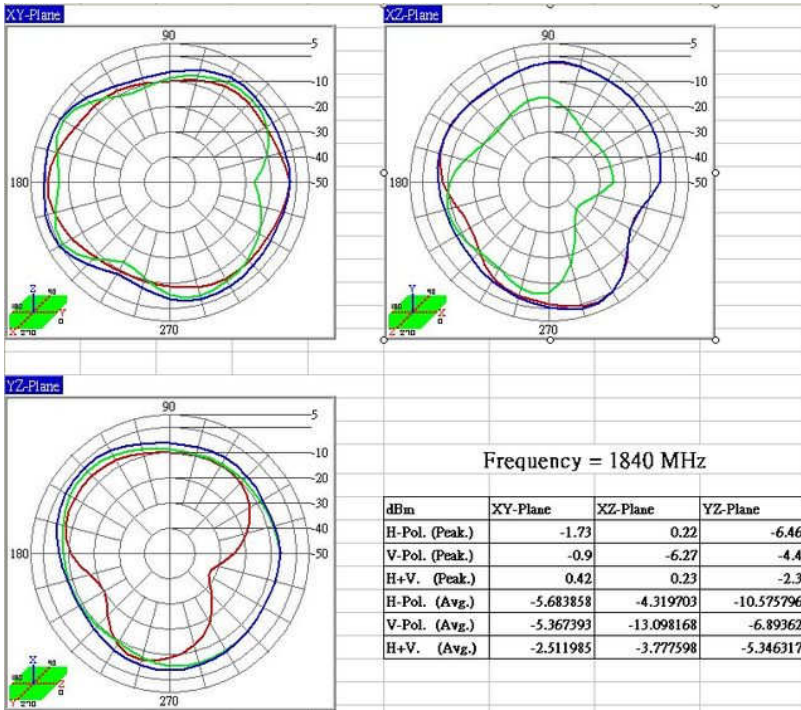 XY-Plane
90
5
-10
-20
-30
-40
-50
180
270
XZ-Plane
90
5
-10
-20
-30
-40
-50
180
270
YZ-Plane
90
5
-10
-20
-30
-40
-50
180
270
Frequency = 1840 MHz
dBm XY-Plane XZ-Plane YZ-Plane
H-Pol. (Peak.) -1.73 0.22 -6.46
V-Pol. (Peak.) -0.9 -6.27 -4.4
H+V. (Peak.) 0.42 0.23 -2.3
H-Pol. (Avg.) -5.683858 -4.319703 -10.575796
V-Pol. (Avg.) -5.367393 -13.098168 -6.89362
H+V. (Avg.) -2.511985 -3.777598 -5.346317